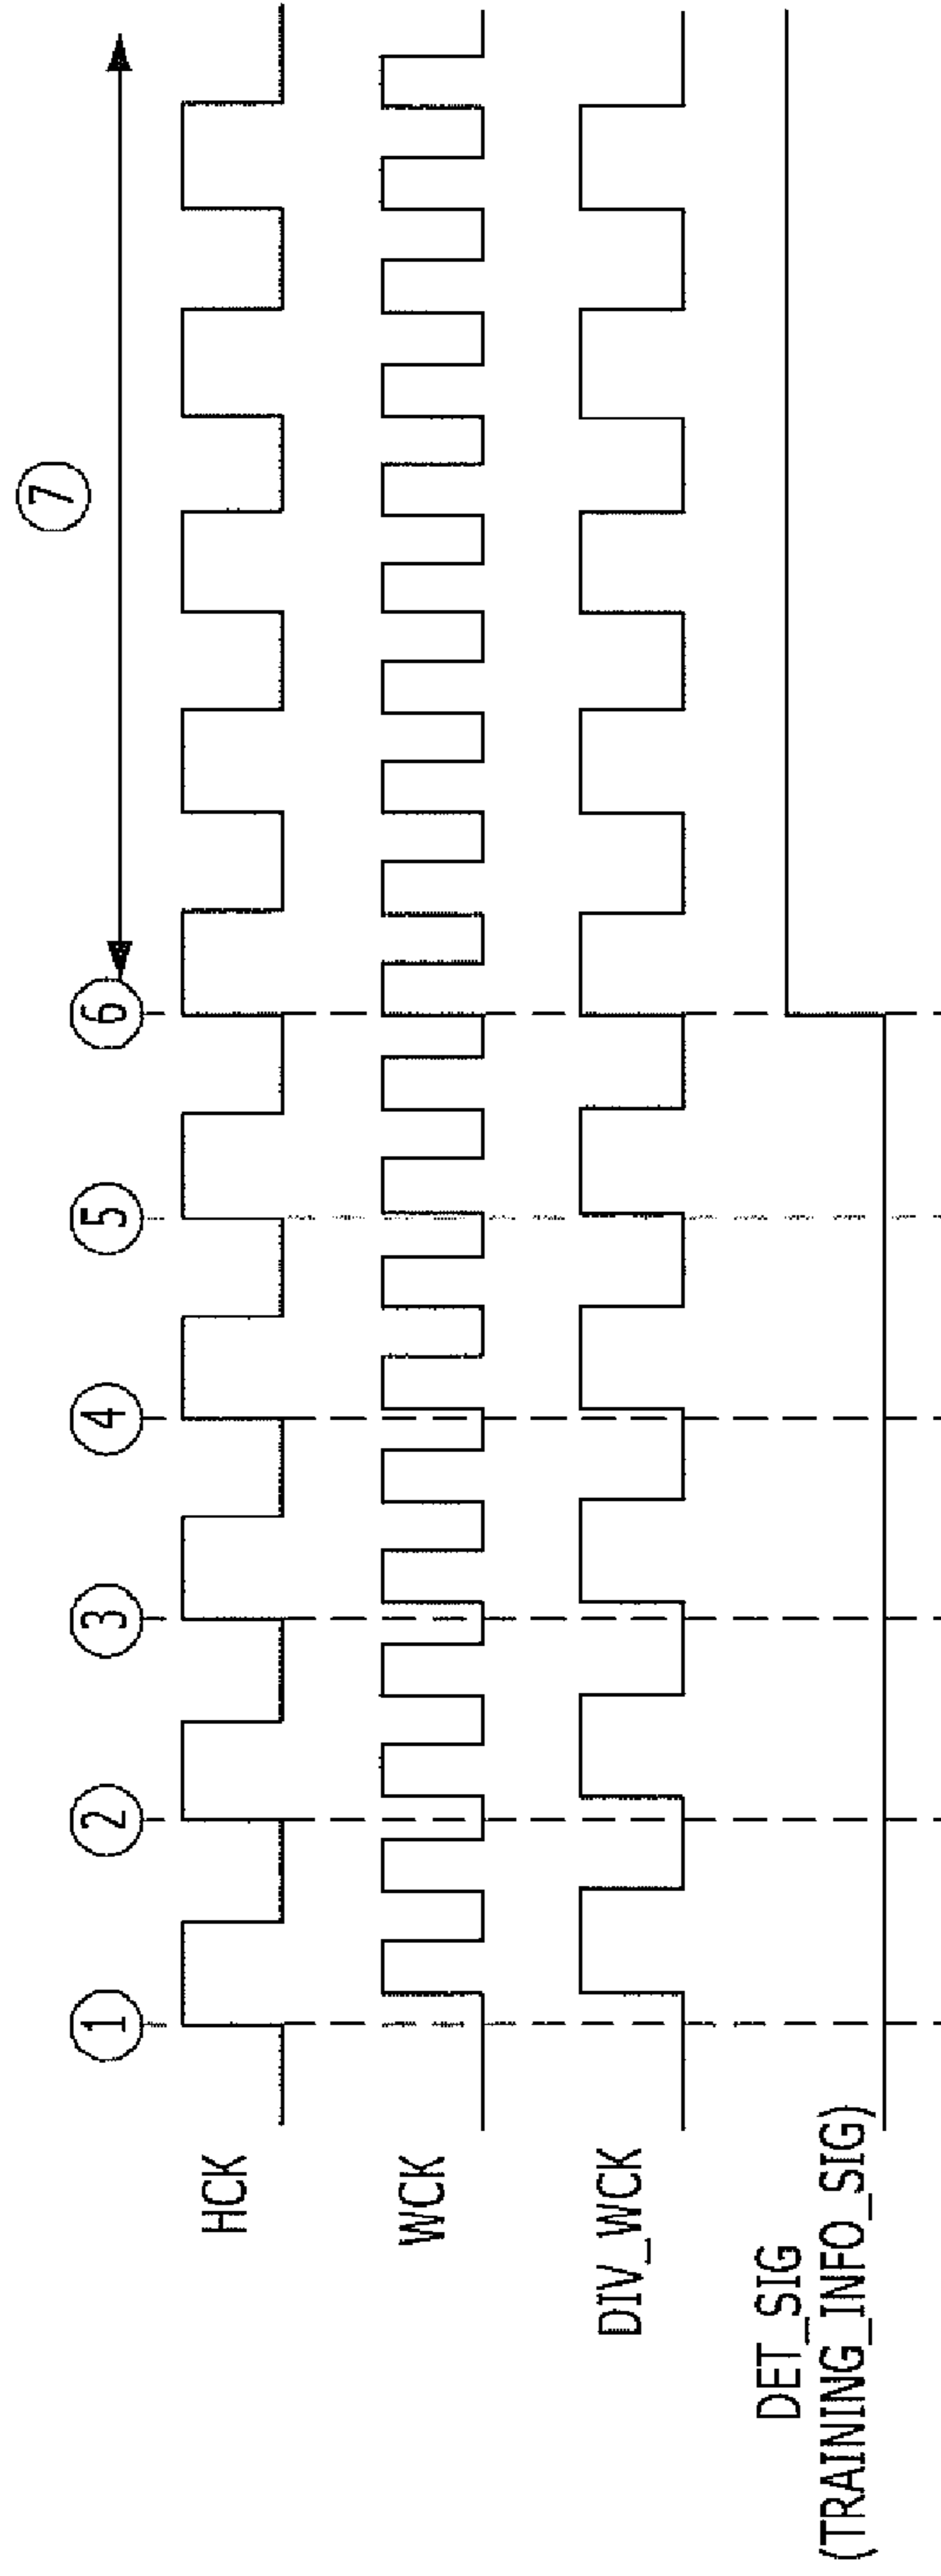 1
2
3
4
5
6
7
HCK
WCK
DIV_WCK
DET_SIG
(TRAINING_INFO_SIG)